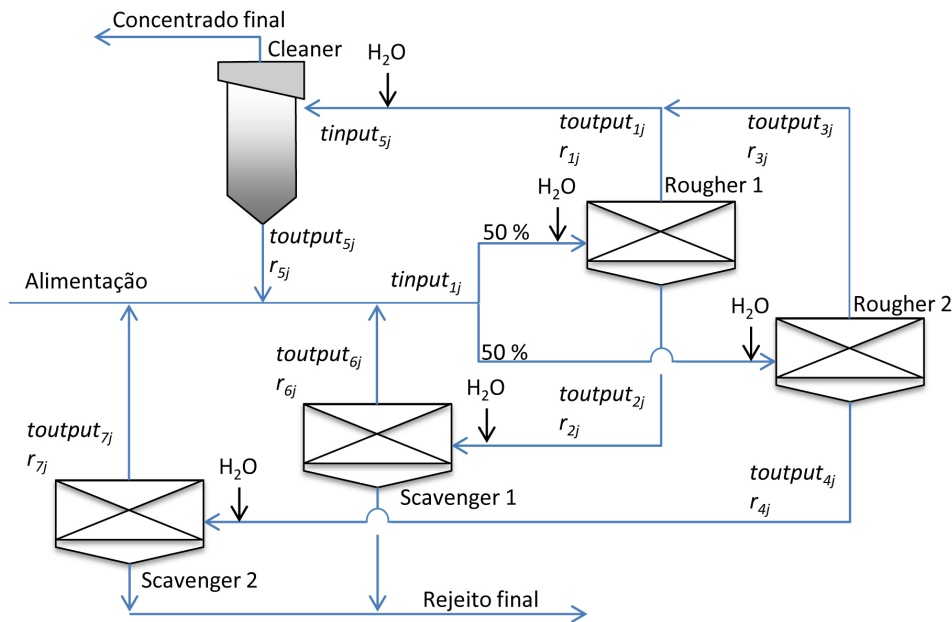 Concentrado final
Cleaner
H₂O
tinput₅ⱼ
toutput₁ⱼ
r₁ⱼ
toutput₃ⱼ
r₃ⱼ
H₂O
Rougher 1
toutput₅ⱼ
r₅ⱼ
50 %
Alimentação
tinput₁ⱼ
H₂O
Rougher 2
50 %
toutput₆ⱼ
r₆ⱼ
H₂O
toutput₂ⱼ
r₂ⱼ
toutput₇ⱼ
r₇ⱼ
H₂O
Scavenger 1
toutput₄ⱼ
r₄ⱼ
Scavenger 2
Rejeito final